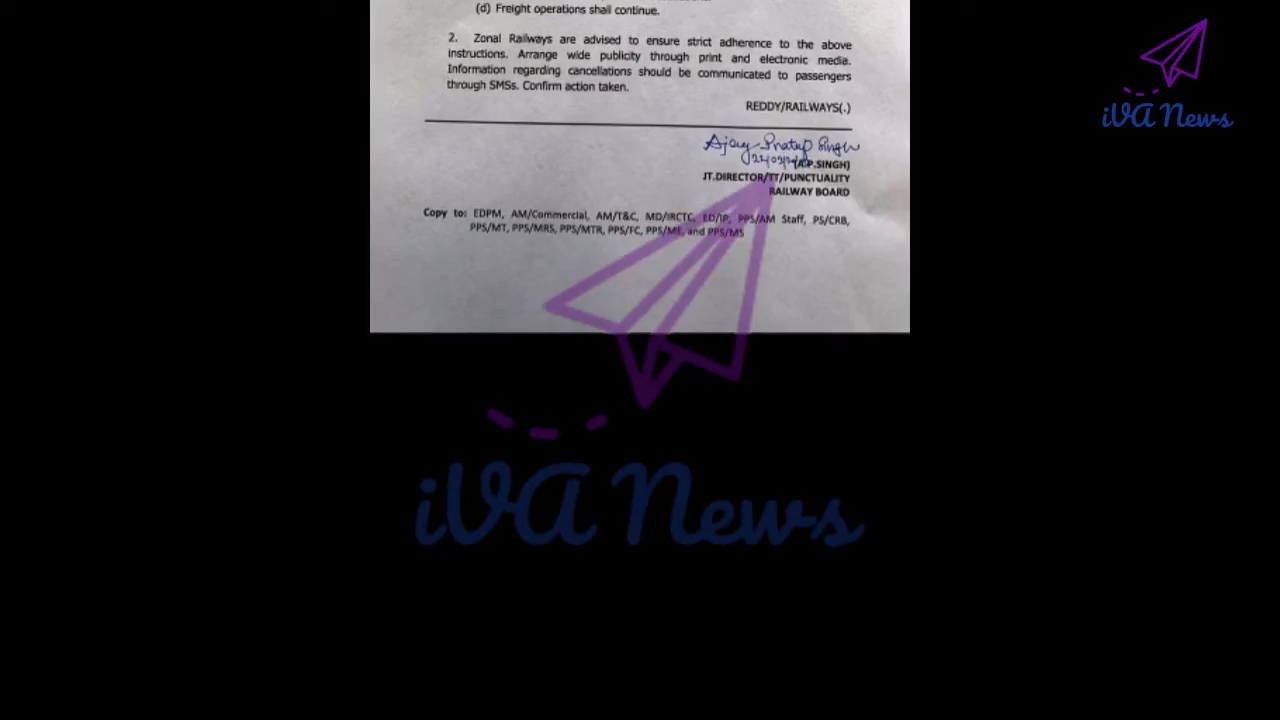 (d) Freight operations shall continue.
2. Zonal Railways are advised to ensure strict adherence to the above
instructions. Arrange wide publicity through print and electronic media.
Information regarding cancellations should be communicated to passengers
through SMSs. Confirm action taken.
REDDY/RAILWAYS(.)
Ajay Pratap Singh
(A.P.SINGH)
JT.DIRECTOR/TT/PUNCTUALITY
RAILWAY BOARD
Copy to: EDPM, AM/Commercial, AM/T&C, MD/IRCTC, ED/IP, PPS/AM Staff, PS/CRB,
PPS/MT, PPS/MRS, PPS/MTR, PPS/FC, PPS/ME, and PPS/MS
iVA News
iVA News